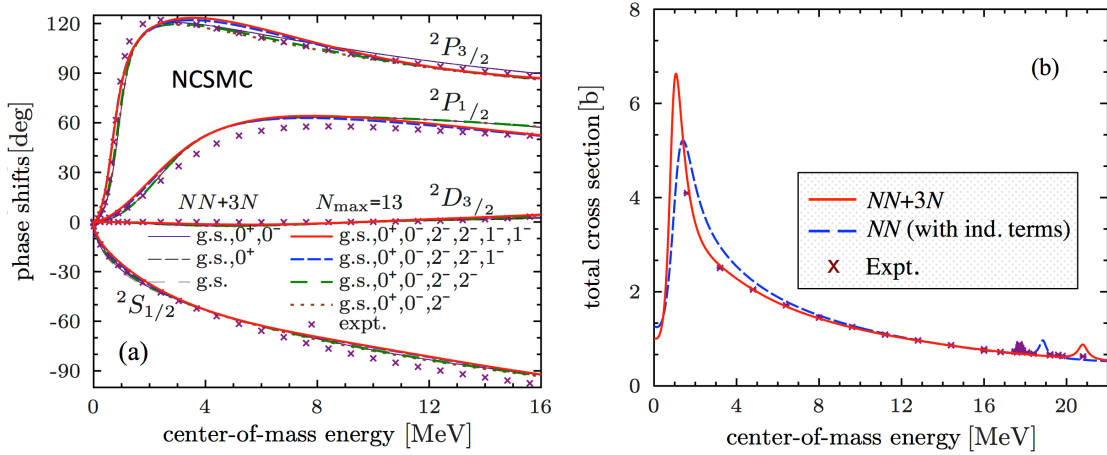 120
90
60
30
0
-30
-60
-90
phase shifts [deg]
NCSMC
²P₃/₂
²P₁/₂
²D₃/₂
²S₁/₂
NN+3N N_max=13
g.s.,0⁺,0⁻
g.s.,0⁺
g.s.
g.s.,0⁺,0⁻,2⁻,2⁻,1⁻,1⁻
g.s.,0⁺,0⁻,2⁻,2⁻,1⁻
g.s.,0⁺,0⁻,2⁻,2⁻
g.s.,0⁺,0⁻,2⁻
expt.
(a)
0 4 8 12 16
center-of-mass energy [MeV]
8
6
4
2
0
total cross section [b]
(b)
NN+3N
NN (with ind. terms)
Expt.
0 4 8 12 16 20
center-of-mass energy [MeV]